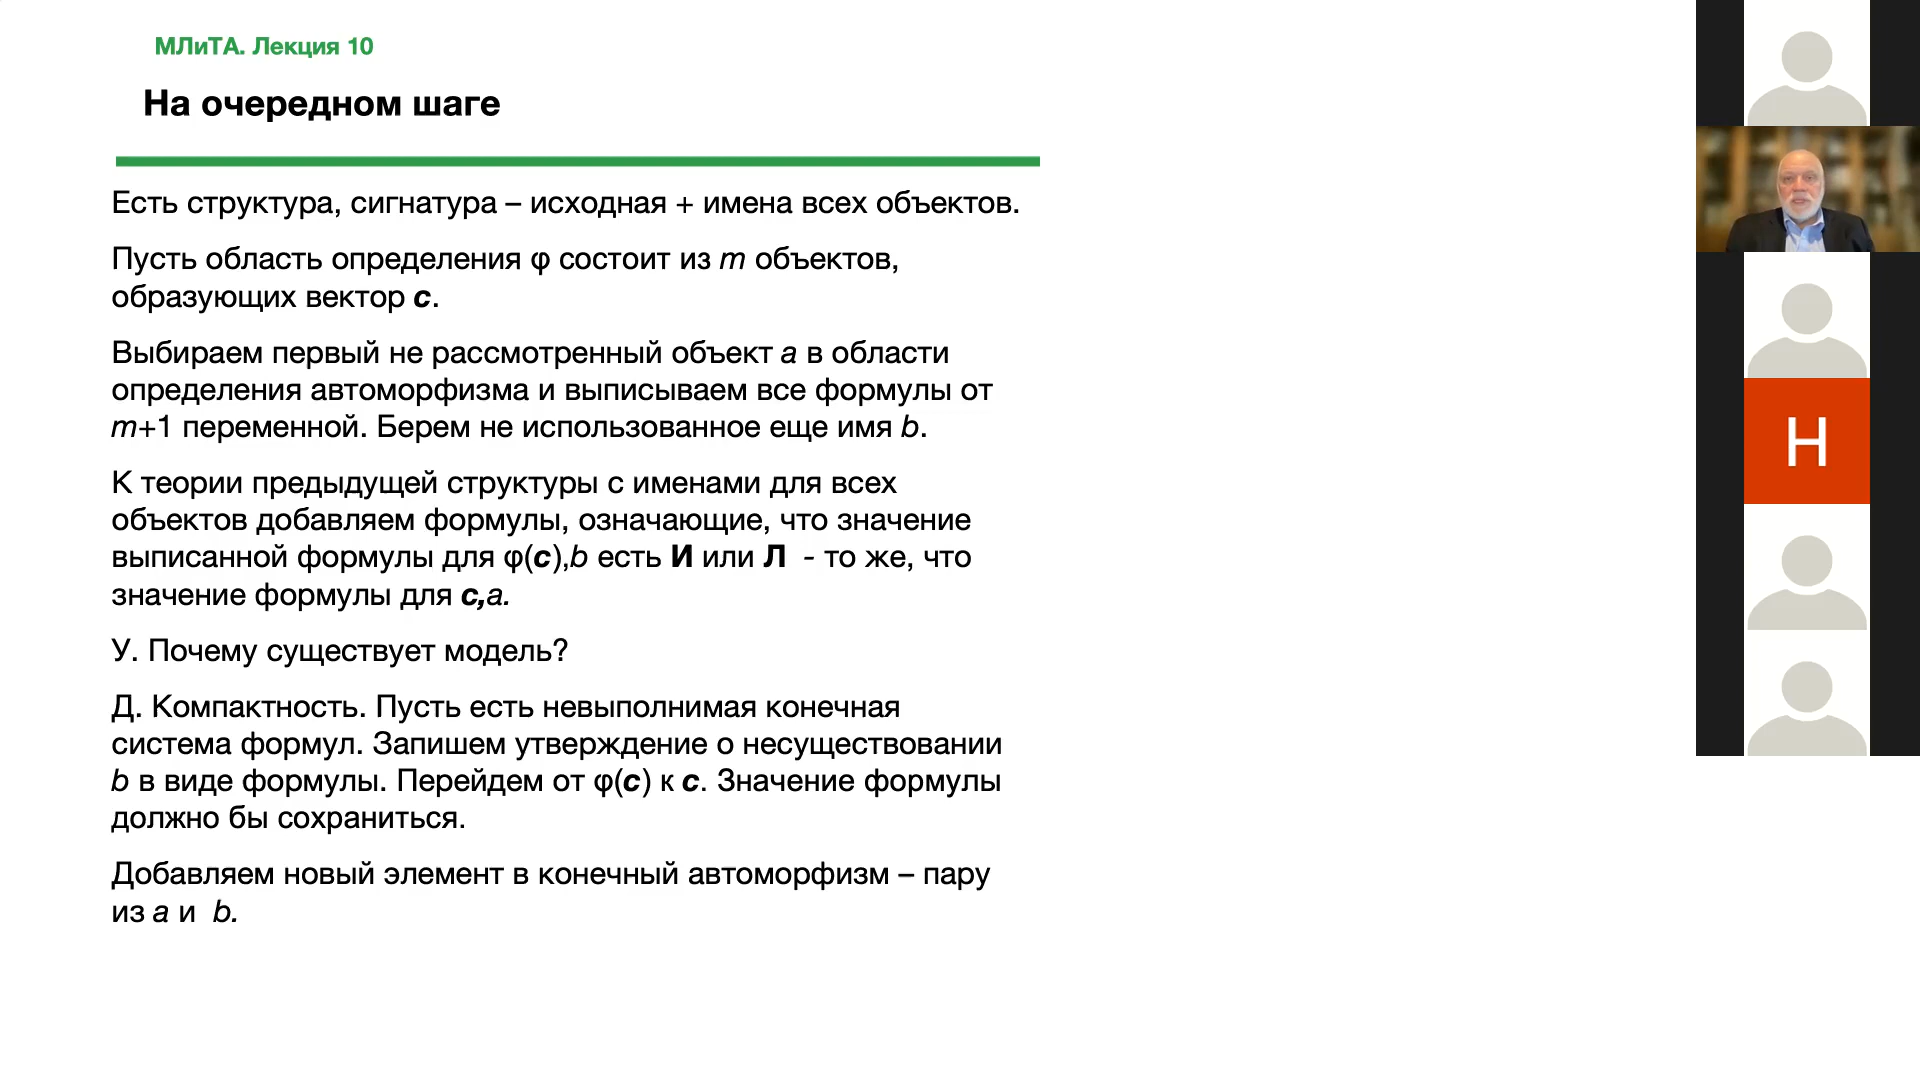 МЛиТА. Лекция 10
На очередном шаге
Есть структура, сигнатура – исходная + имена всех объектов.
Пусть область определения φ состоит из m объектов,
образующих вектор c.
Выбираем первый не рассмотренный объект a в области
определения автоморфизма и выписываем все формулы от
m+1 переменной. Берем не использованное еще имя b.
К теории предыдущей структуры с именами для всех
объектов добавляем формулы, означающие, что значение
выписанной формулы для φ(c),b есть И или Л - то же, что
значение формулы для c,a.
У. Почему существует модель?
Д. Компактность. Пусть есть невыполнимая конечная
система формул. Запишем утверждение о несуществовании
b в виде формулы. Перейдем от φ(c) к c. Значение формулы
должно бы сохраниться.
Добавляем новый элемент в конечный автоморфизм – пару
из a и b.
Н